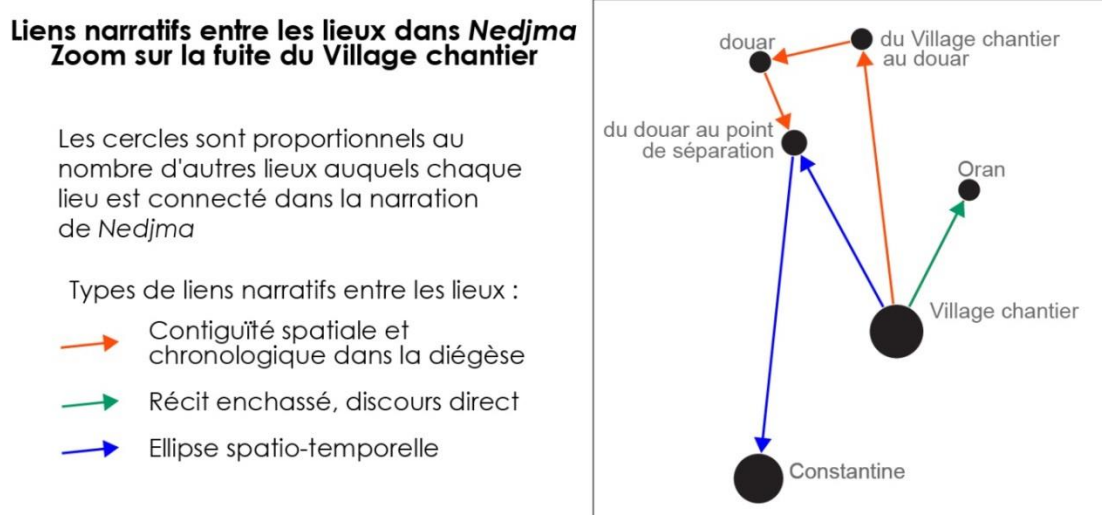 Liens narratifs entre les lieux dans Nedjma
Zoom sur la fuite du Village chantier
Les cercles sont proportionnels au
nombre d'autres lieux auquels chaque
lieu est connecté dans la narration
de Nedjma
Types de liens narratifs entre les lieux :
Contiguïté spatiale et
chronologique dans la diégèse
Récit enchassé, discours direct
Ellipse spatio-temporelle
douar
du Village chantier
au douar
du douar au point
de séparation
Oran
Village chantier
Constantine